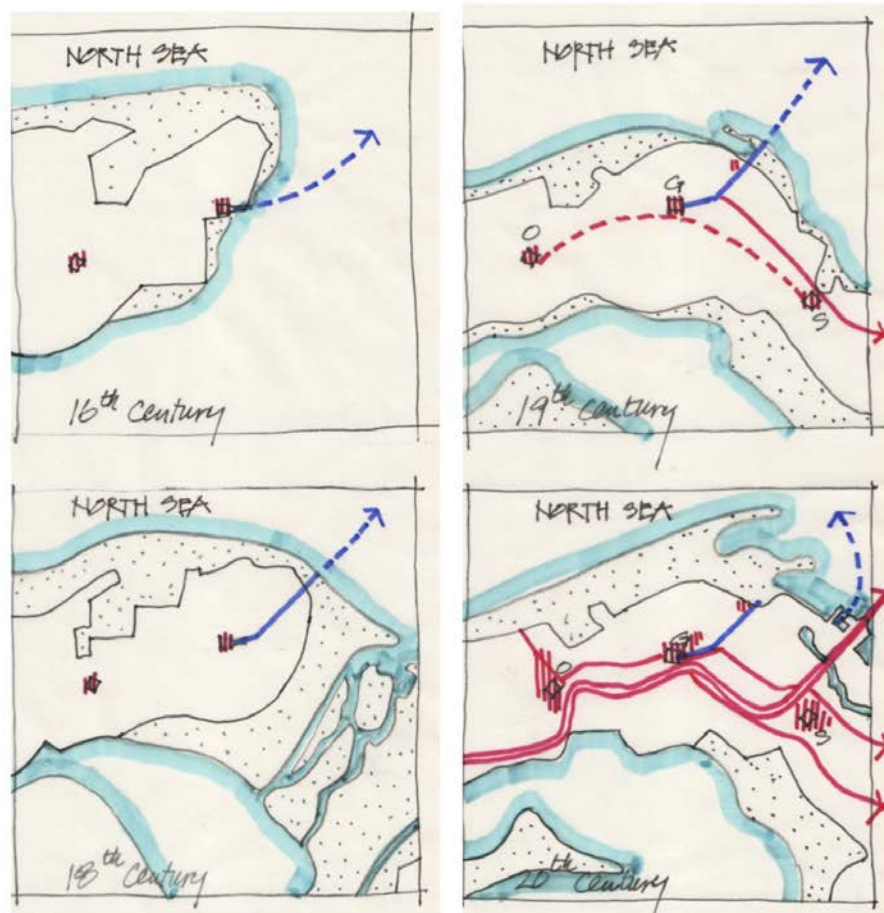 NORTH SEA
16th Century
NORTH SEA
G
O
S
19th Century
NORTH SEA
18th Century
NORTH SEA
G
O
S
20th Century